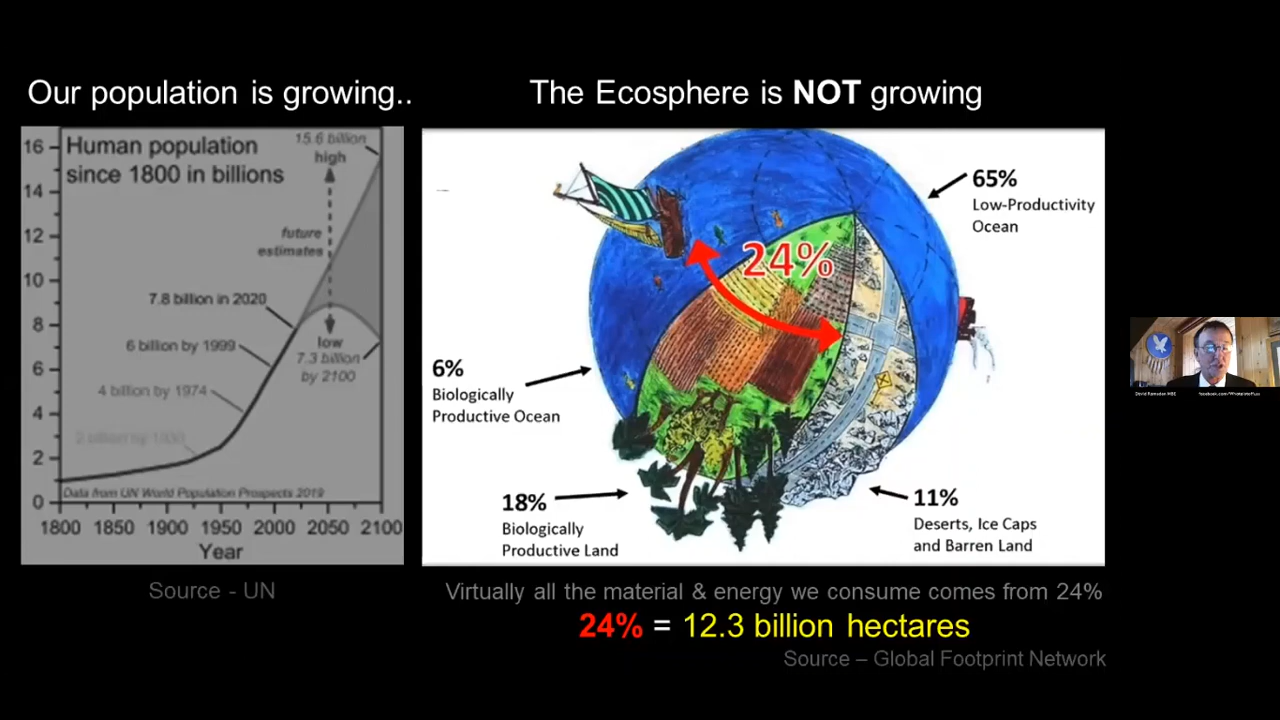 Our population is growing..
The Ecosphere is NOT growing
Human population
since 1800 in billions
15.6 billion
high
future
estimates
7.8 billion in 2020
6 billion by 1999
4 billion by 1974
low
7.3 billion
by 2100
Data from UN World Population Prospects 2019
16
14
12
10
8
6
4
2
0
1800 1850 1900 1950 2000 2050 2100
Year
Source - UN
24%
65%
Low-Productivity
Ocean
6%
Biologically
Productive Ocean
18%
Biologically
Productive Land
11%
Deserts, Ice Caps
and Barren Land
Virtually all the material & energy we consume comes from 24%
24% = 12.3 billion hectares
Source – Global Footprint Network